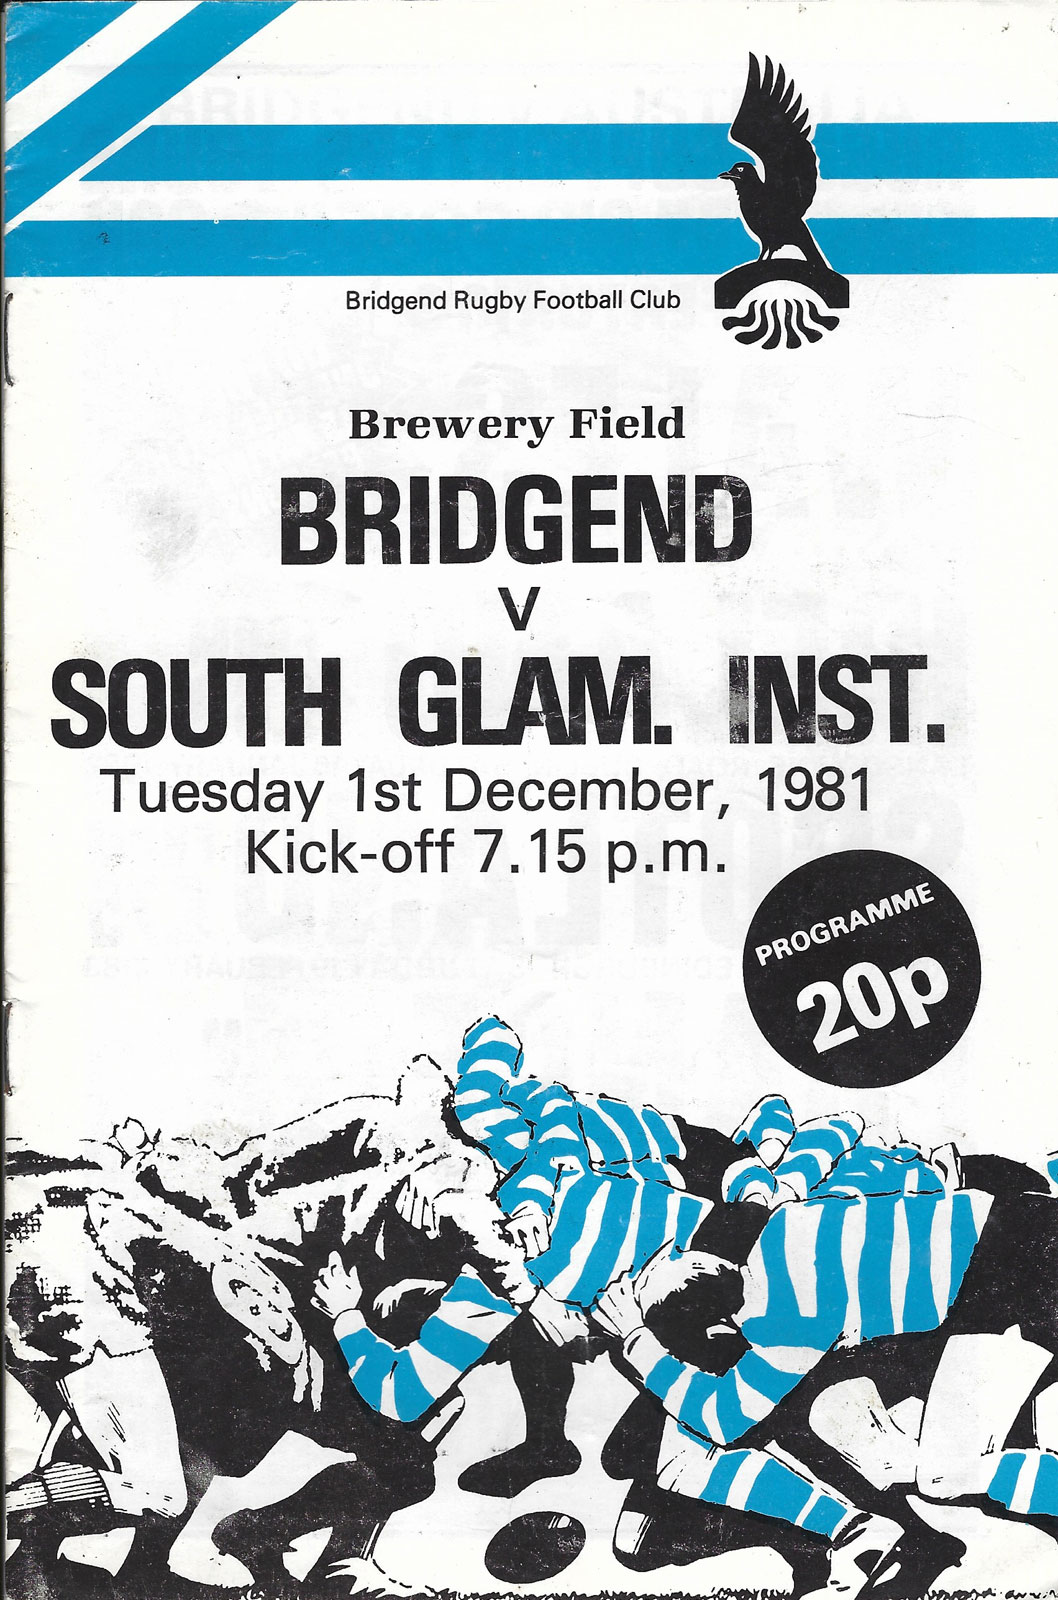 Bridgend Rugby Football Club
Brewery Field
BRIDGEND
V
SOUTH GLAM. INST.
Tuesday 1st December, 1981
Kick-off 7.15 p.m.
PROGRAMME
20p